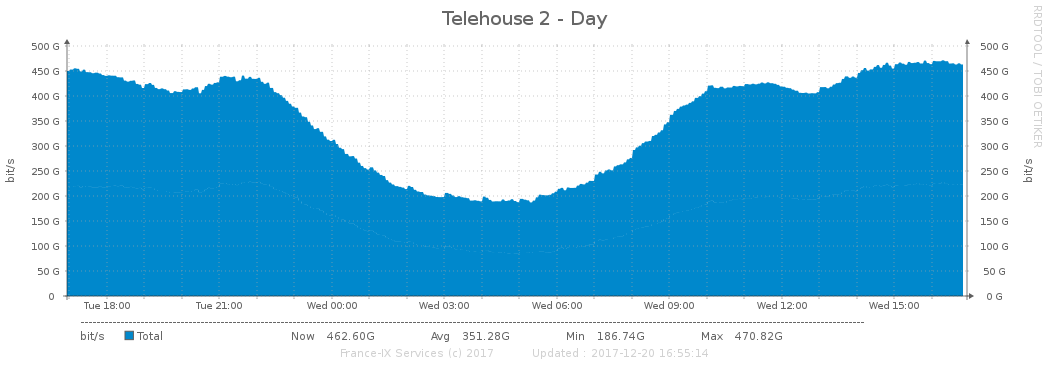 Telehouse 2 - Day
RRDTOOL / TOBI OETIKER
bit/s
500 G
450 G
400 G
350 G
300 G
250 G
200 G
150 G
100 G
50 G
0
500 G
450 G
400 G
350 G
300 G
250 G
200 G
150 G
100 G
50 G
0 G
bit/s
Tue 18:00 Tue 21:00 Wed 00:00 Wed 03:00 Wed 06:00 Wed 09:00 Wed 12:00 Wed 15:00
bit/s Total Now 462.60G Avg 351.28G Min 186.74G Max 470.82G
France-IX Services (c) 2017 Updated : 2017-12-20 16:55:14